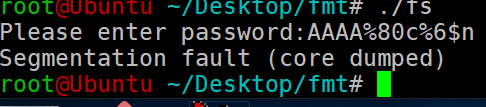 root@Ubuntu ~/Desktop/fmt# ./fs
Please enter password:AAAA%80c%6$n
Segmentation fault (core dumped)
root@Ubuntu ~/Desktop/fmt#